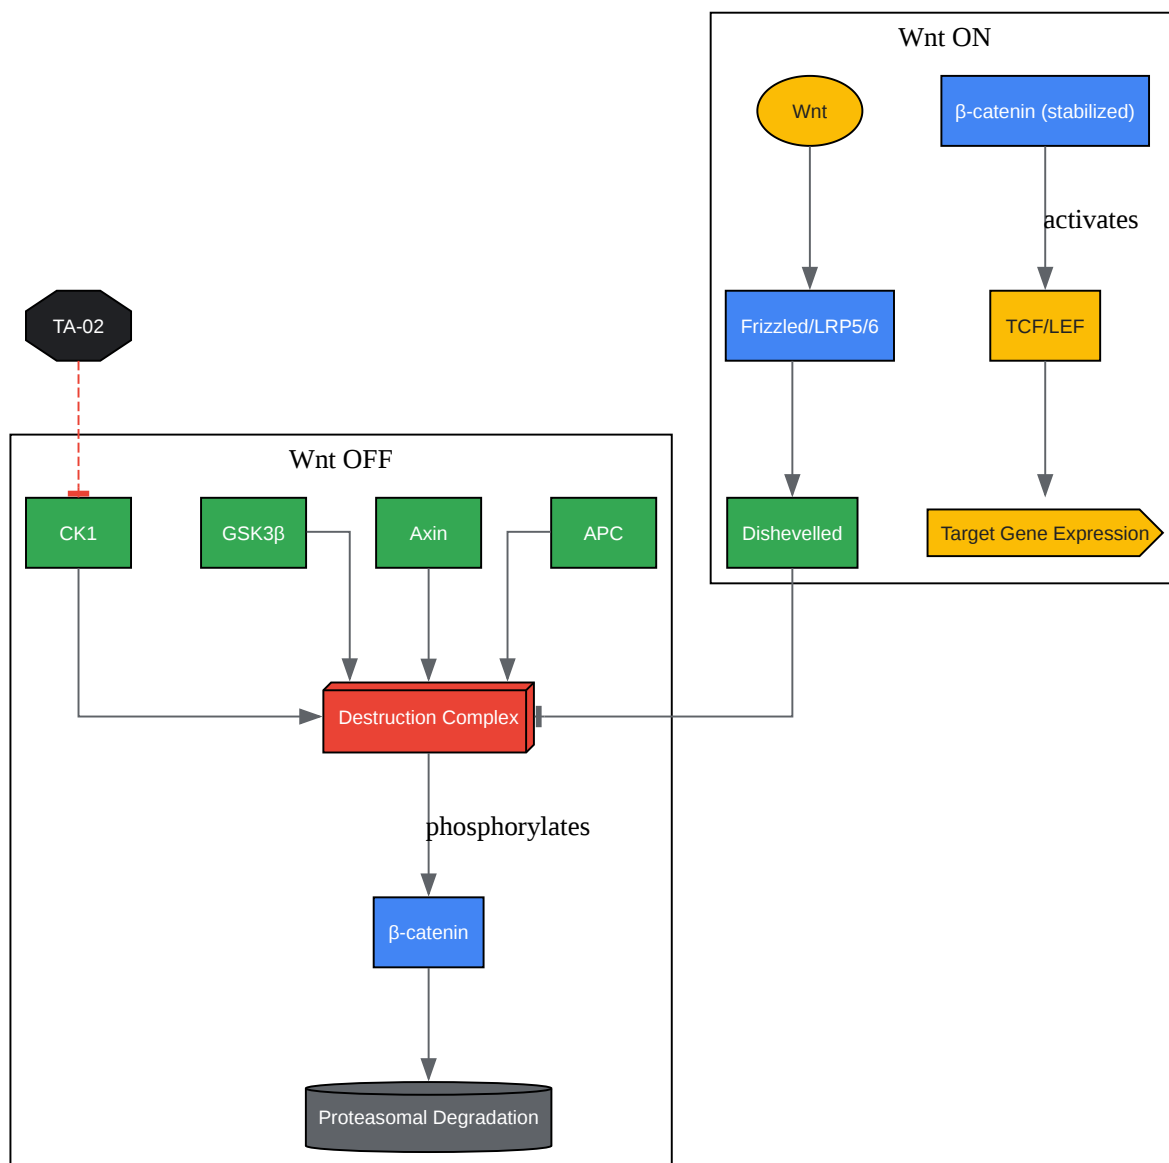 Wnt ON
Wnt
β-catenin (stabilized)
activates
TA-02
Frizzled/LRP5/6
TCF/LEF
Wnt OFF
CK1
GSK3β
Axin
APC
Dishevelled
Target Gene Expression
Destruction Complex
phosphorylates
β-catenin
Proteasomal Degradation